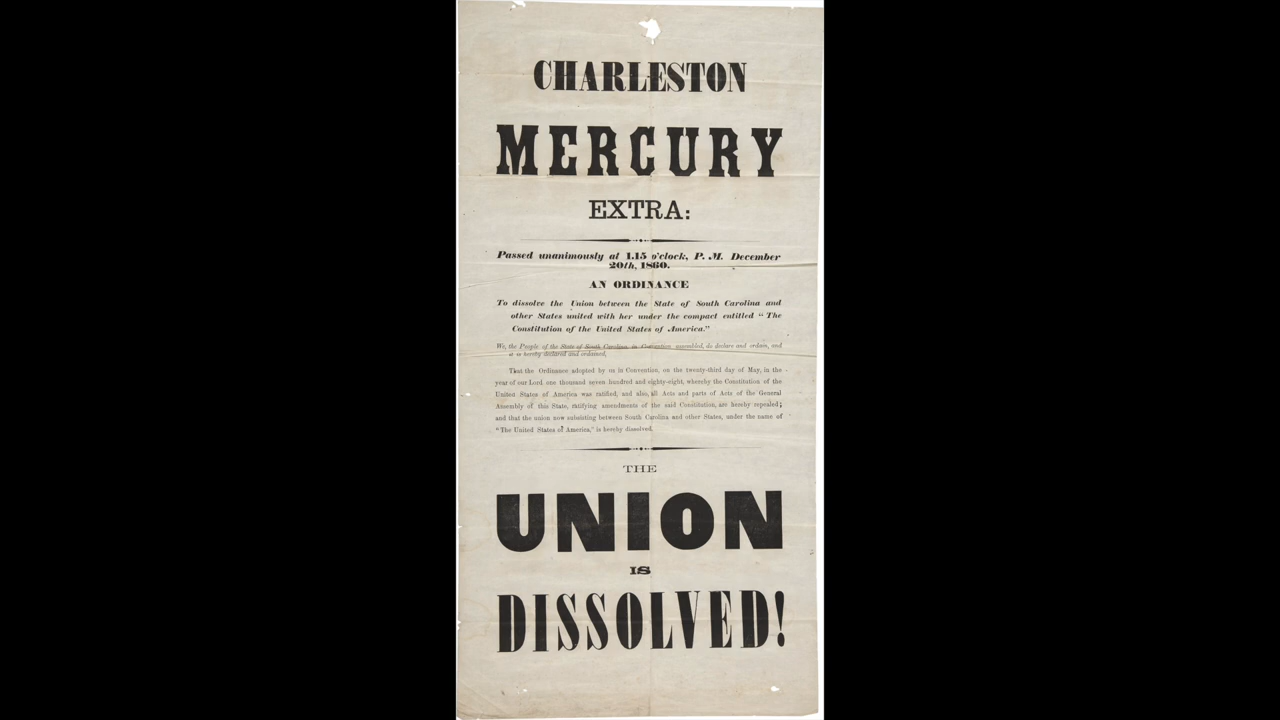 CHARLESTON
MERCURY
EXTRA:
Passed unanimously at 1.15 o'clock, P. M. December
20th, 1860.
AN ORDINANCE
To dissolve the Union between the State of South Carolina and
other States united with her under the compact entitled “ The
Constitution of the United States of America.”
We, the People of the State of South Carolina, in Convention assembled, do declare and ordain, and
it is hereby declared and ordained,
That the Ordinance adopted by us in Convention, on the twenty-third day of May, in the
year of our Lord one thousand seven hundred and eighty-eight, whereby the Constitution of the
United States of America was ratified, and also, all Acts and parts of Acts of the General
Assembly of this State, ratifying amendments of the said Constitution, are hereby repealed;
and that the union now subsisting between South Carolina and other States, under the name of
“The United States of America,” is hereby dissolved.
THE
UNION
IS
DISSOLVED!